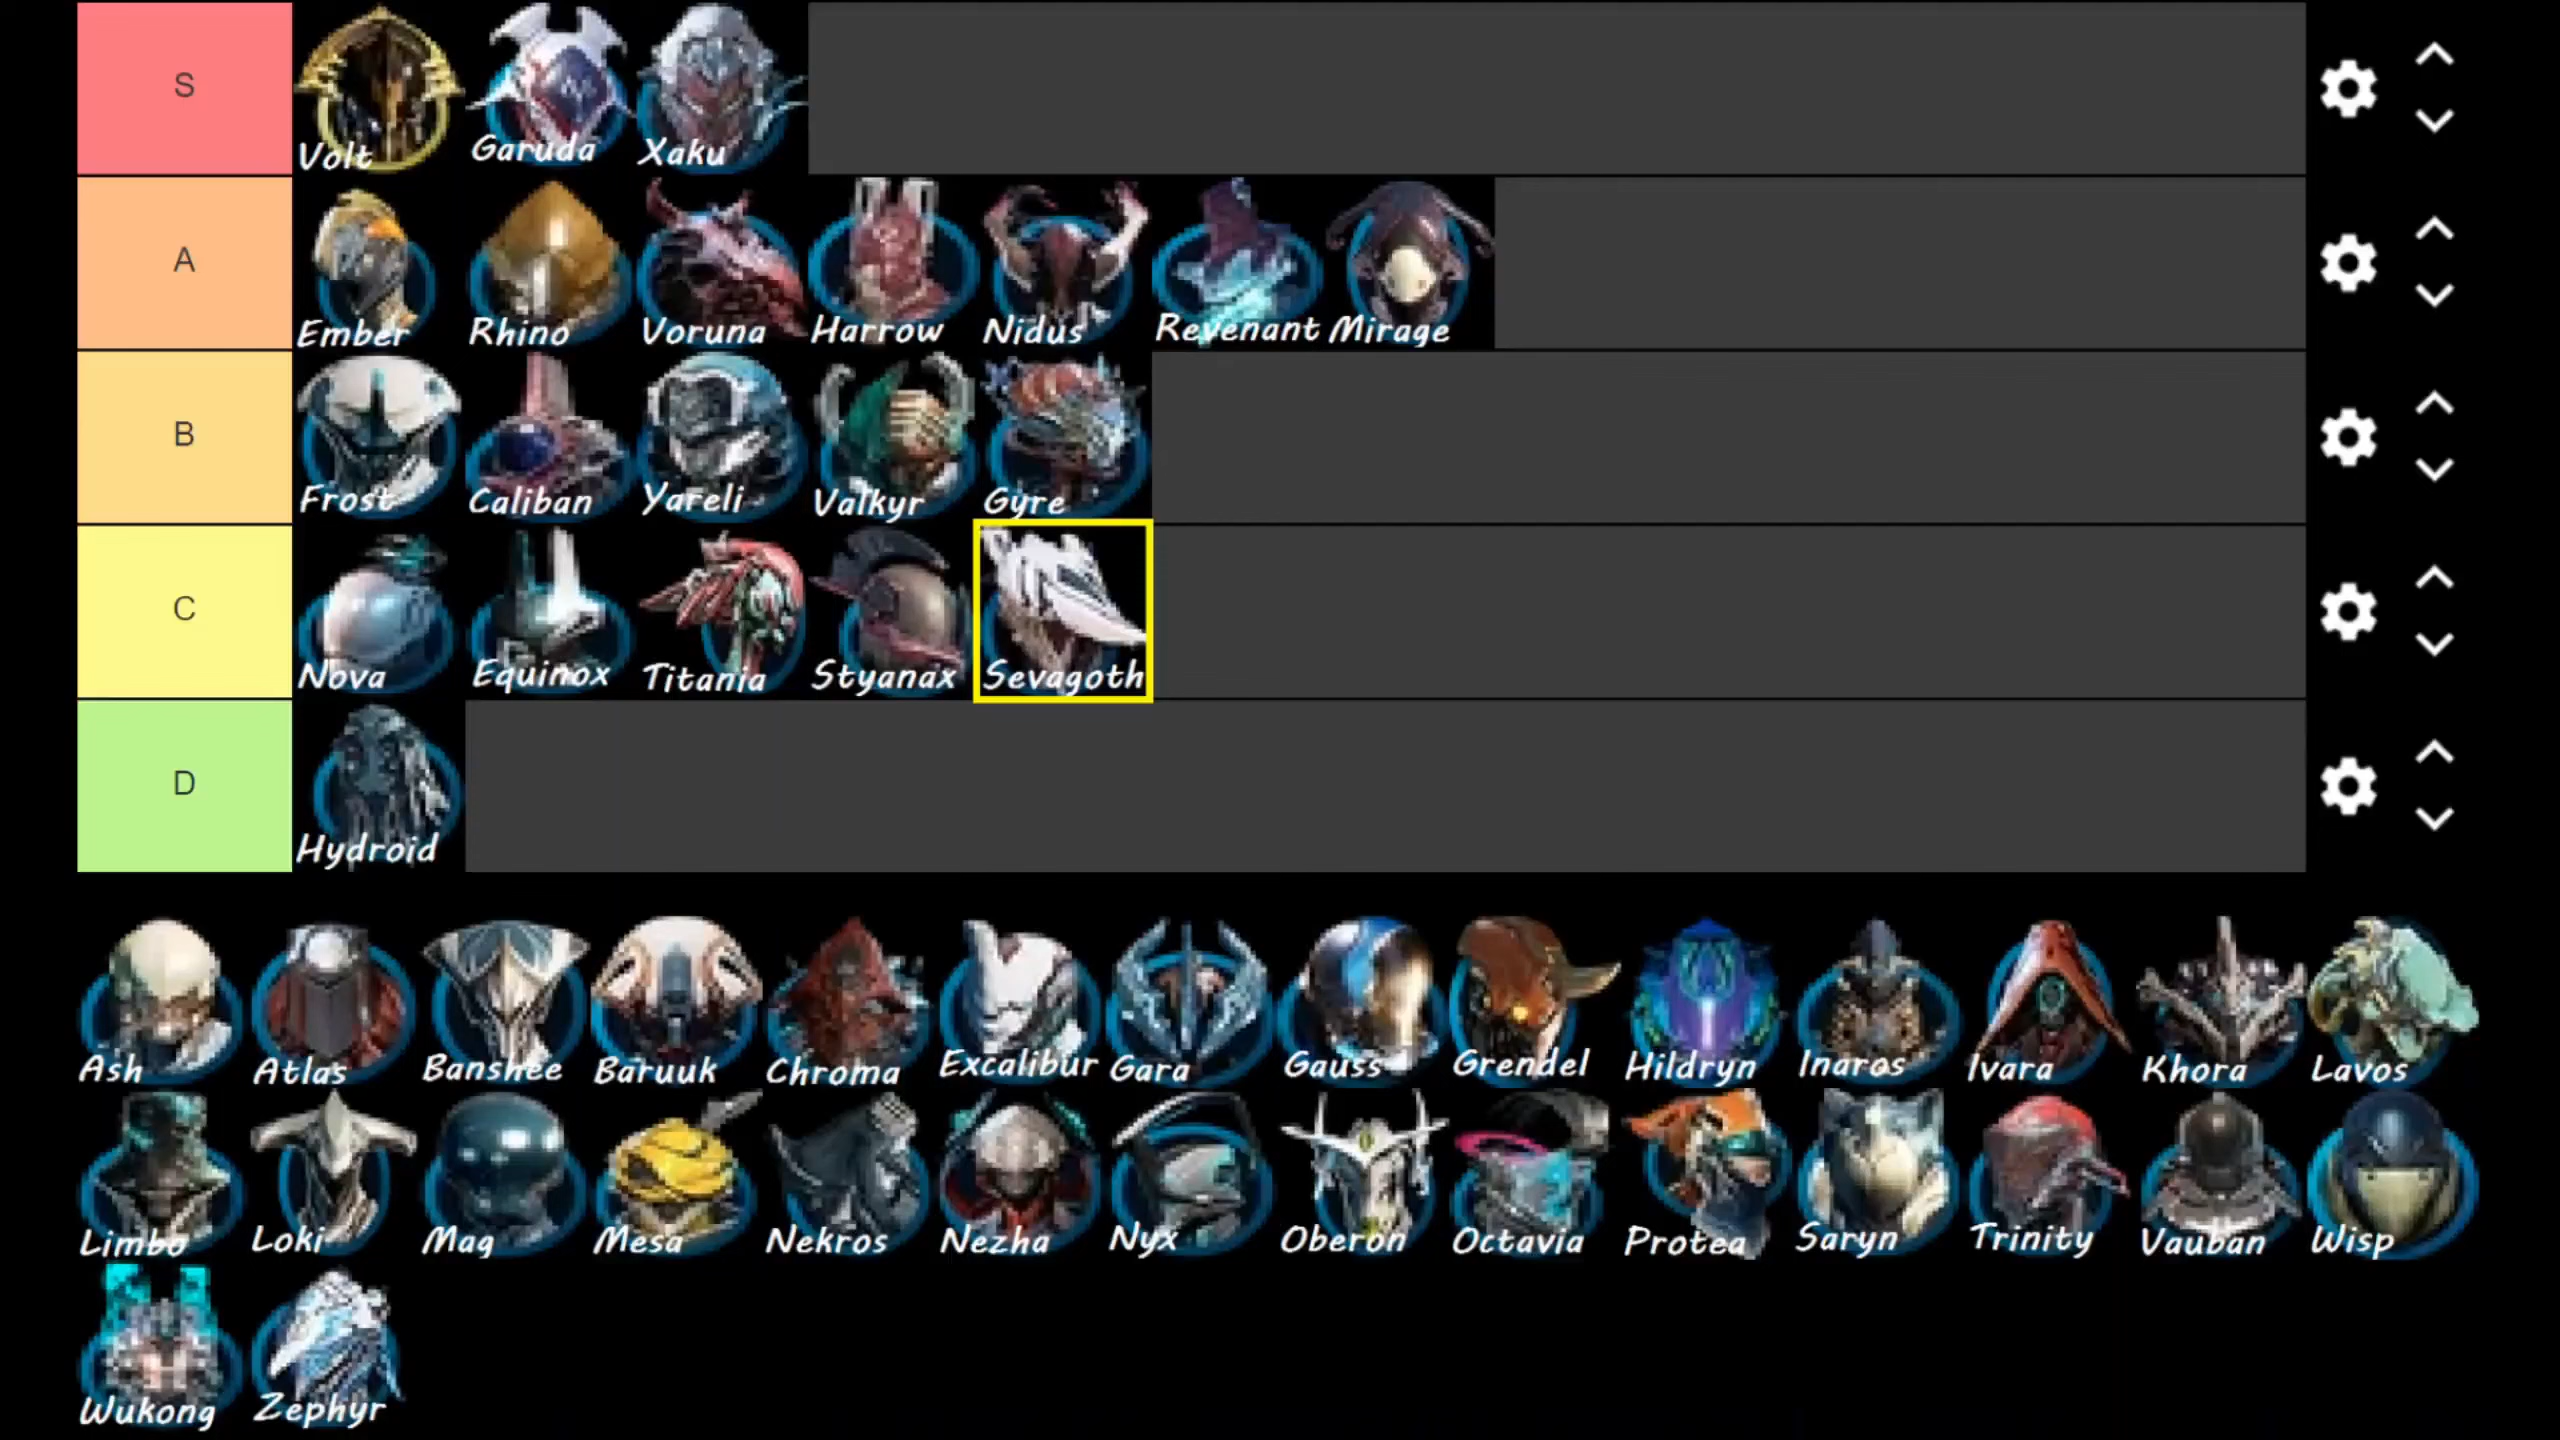 S
Volt Garuda Xaku
A
Ember Rhino Voruna Harrow Nidus Revenant Mirage
B
Frost Caliban Yareli Valkyr Gyre
C
Nova Equinox Titania Styanax Sevagoth
D
Hydroid
Ash Atlas Banshee Baruuk Chroma Excalibur Gara Gauss Grendel Hildryn Inaros Ivara Khora Lavos
Limbo Loki Mag Mesa Nekros Nezha Nyx Oberon Octavia Protea Saryn Trinity Vauban Wisp
Wukong Zephyr